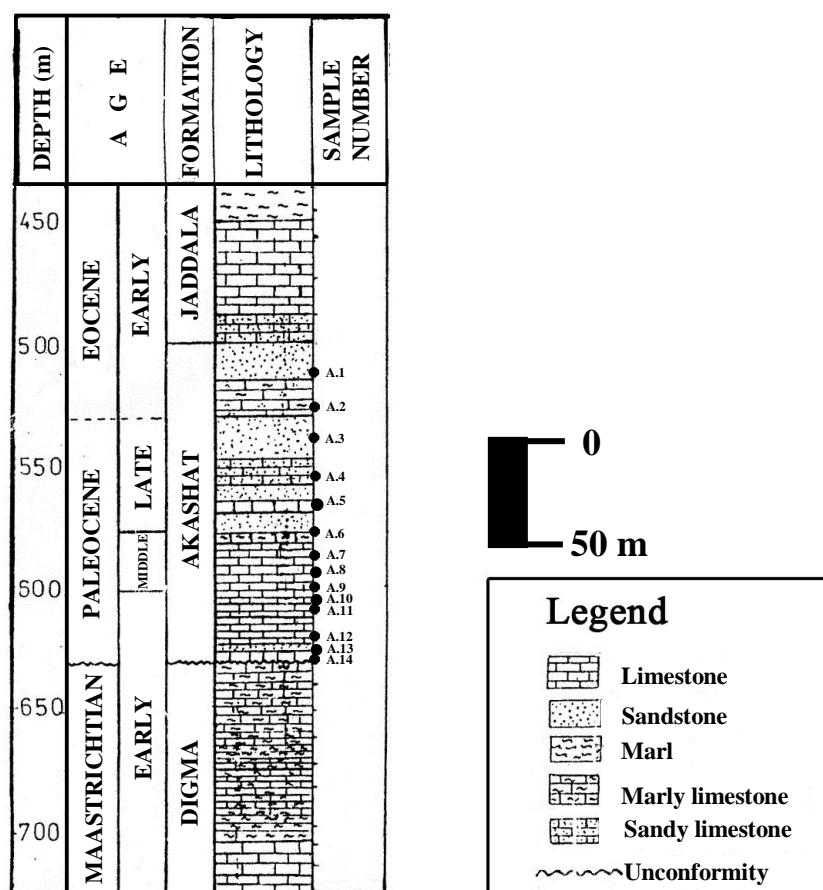 DEPTH (m)
A G E
FORMATION
LITHOLOGY
SAMPLE
NUMBER
450
500
550
600
650
700
EOCENE
PALEOCENE
MAASTRICHTIAN
EARLY
LATE
MIDDLE
EARLY
JADDALA
AKASHAT
DIGMA
A.1
A.2
A.3
A.4
A.5
A.6
A.7
A.8
A.9
A.10
A.11
A.12
A.13
A.14
0
50 m
Legend
Limestone
Sandstone
Marl
Marly limestone
Sandy limestone
Unconformity